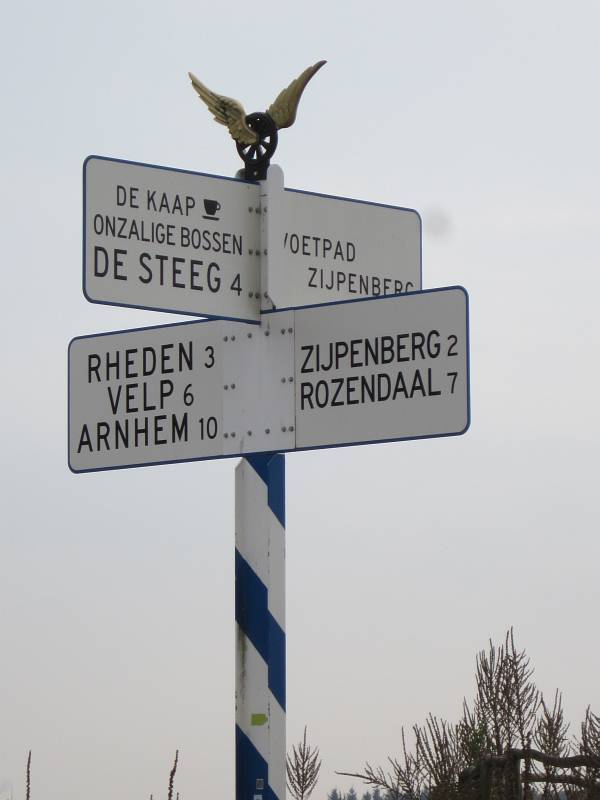 DE KAAP
ONZALIGE BOSSEN
DE STEEG 4
VOETPAD
ZIJPENBERG
RHEDEN 3
VELP 6
ARNHEM 10
ZIJPENBERG 2
ROZENDAAL 7